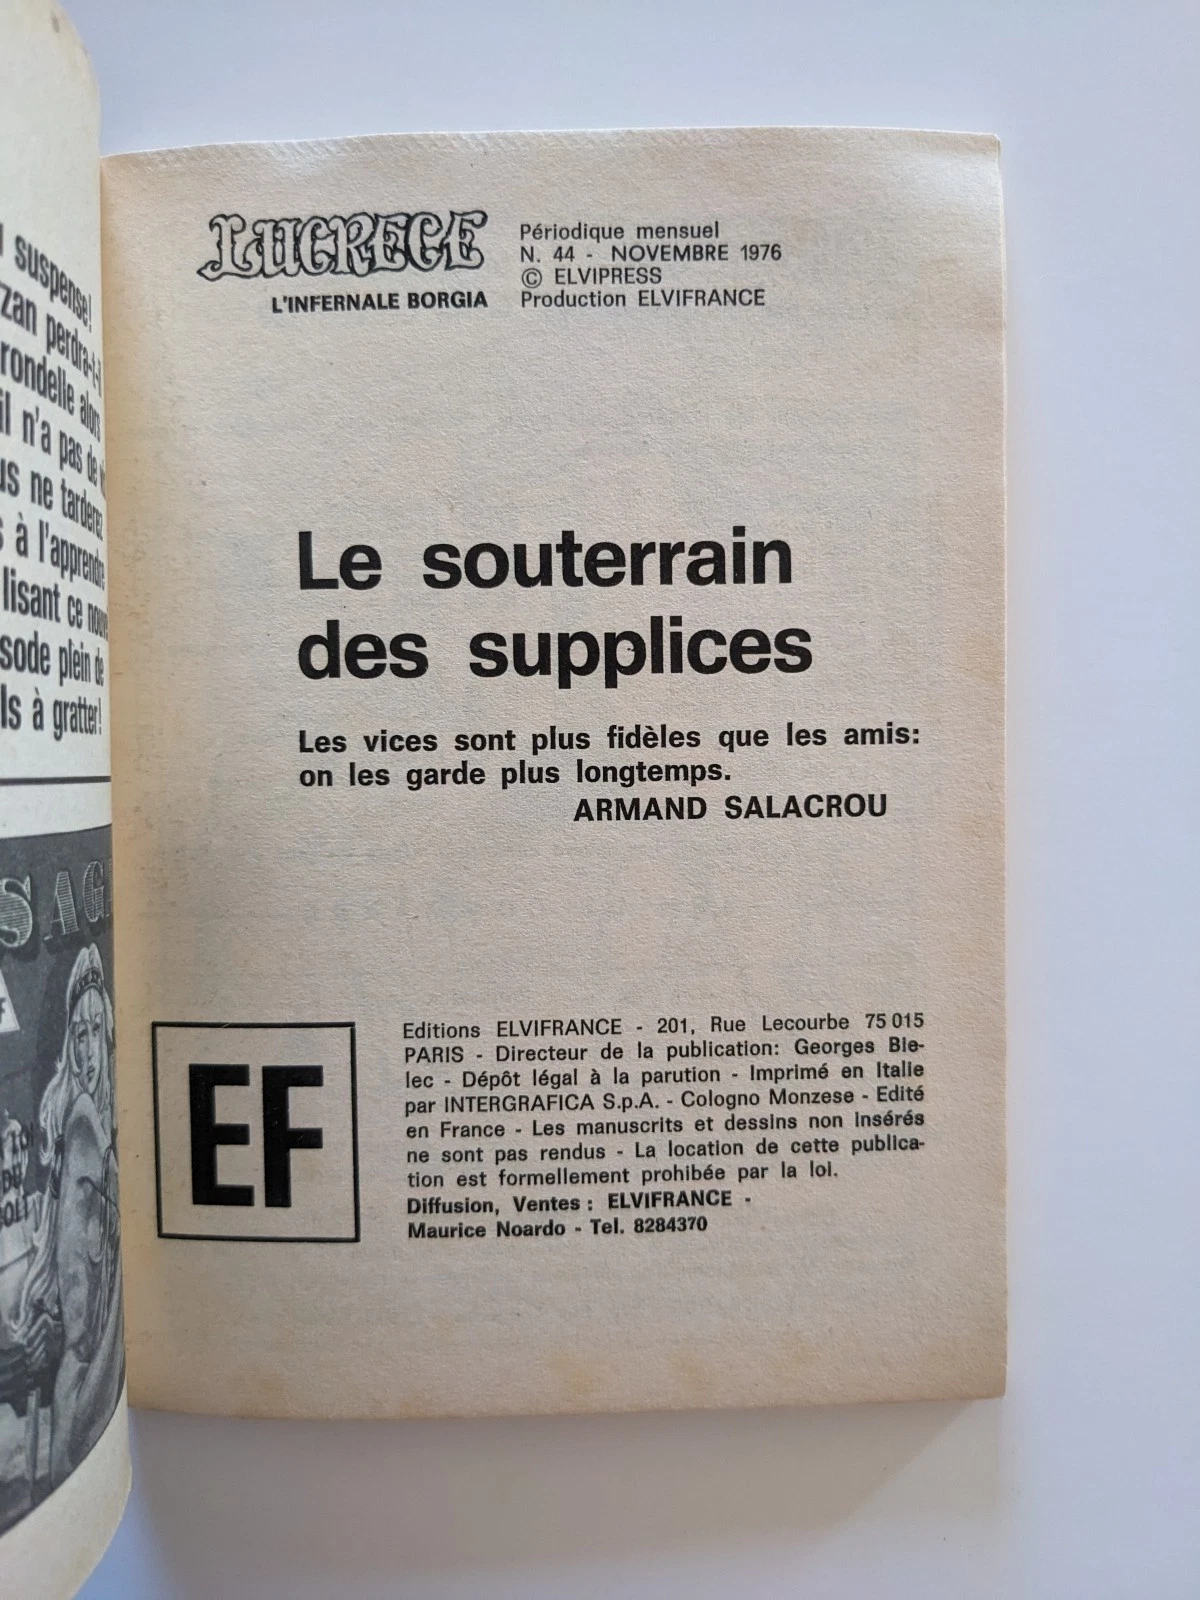 suspense!
perdra-t-il
rondelle alors
il n'a pas de
ne tarderez
à l'apprendre
lisant ce
plein de
à gratter!
LUCRECE
L'INFERNALE BORGIA
Périodique mensuel
N. 44 - NOVEMBRE 1976
© ELVIPRESS
Production ELVIFRANCE
Le souterrain
des supplices
Les vices sont plus fidèles que les amis:
on les garde plus longtemps.
ARMAND SALACROU
EF
Editions ELVIFRANCE - 201, Rue Lecourbe 75 015
PARIS - Directeur de la publication: Georges Bie-
lec - Dépôt légal à la parution - Imprimé en Italie
par INTERGRAFICA S.p.A. - Cologno Monzese - Edité
en France - Les manuscrits et dessins non insérés
ne sont pas rendus - La location de cette publica-
tion est formellement prohibée par la loi.
Diffusion, Ventes : ELVIFRANCE -
Maurice Noardo - Tel. 8284370